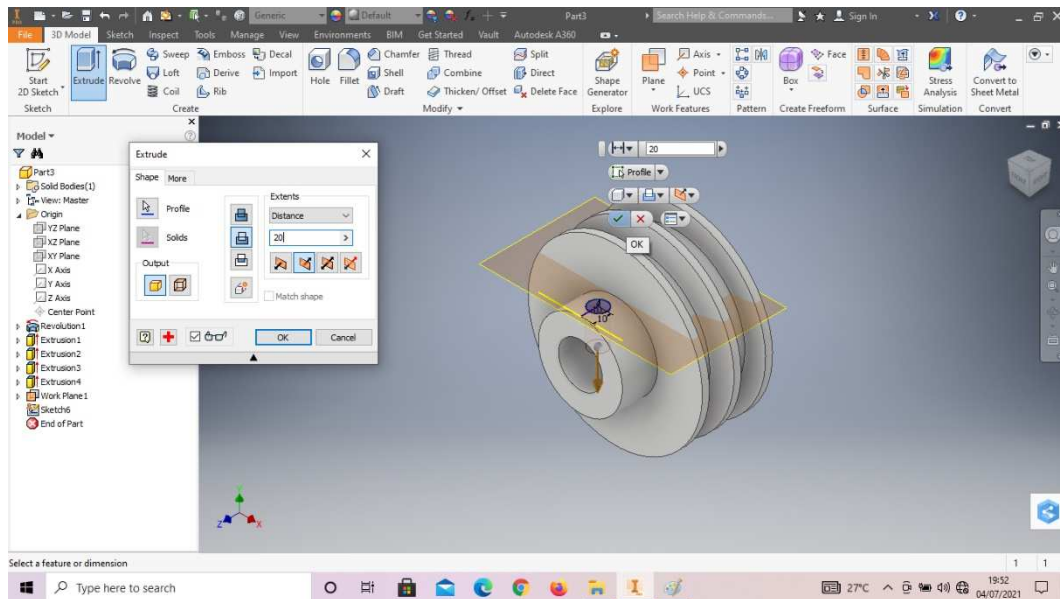 Generic Default Part3 Search Help & Commands... Sign In
File 3D Model Sketch Inspect Tools Manage View Environments BIM Get Started Vault Autodesk A360
Sweep Emboss Decal Chamfer Thread Split Axis Face
Start 2D Sketch Extrude Revolve Loft Derive Import Hole Fillet Shell Combine Direct Shape Generator Plane Point Box Stress Analysis Convert to Sheet Metal
Coil Rib Draft Thicken/ Offset Delete Face UCS
Sketch Create Modify Explore Work Features Pattern Create Freeform Surface Simulation Convert
Model
Part3
Solid Bodies(1)
View: Master
Origin
YZ Plane
XZ Plane
XY Plane
X Axis
Y Axis
Z Axis
Center Point
Revolution1
Extrusion1
Extrusion2
Extrusion3
Extrusion4
Work Plane1
Sketch6
End of Part
Extrude
Shape More
Profile
Solids
Output
Extents
Distance
20
Match shape
OK Cancel
20
Profile
OK
10
Y
Z X
Select a feature or dimension 1 1
Type here to search 27°C 19:52
04/07/2021